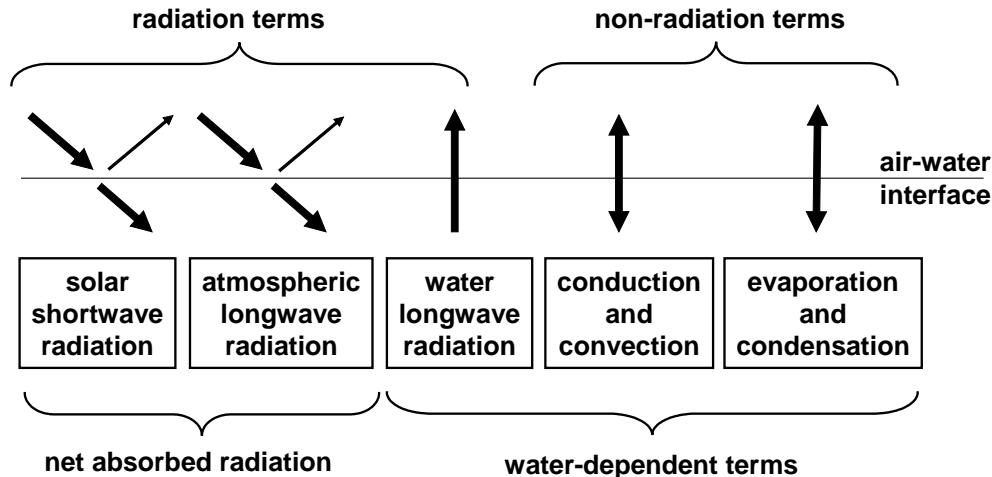 radiation terms
non-radiation terms
air-water
interface
solar
shortwave
radiation
atmospheric
longwave
radiation
water
longwave
radiation
conduction
and
convection
evaporation
and
condensation
net absorbed radiation
water-dependent terms